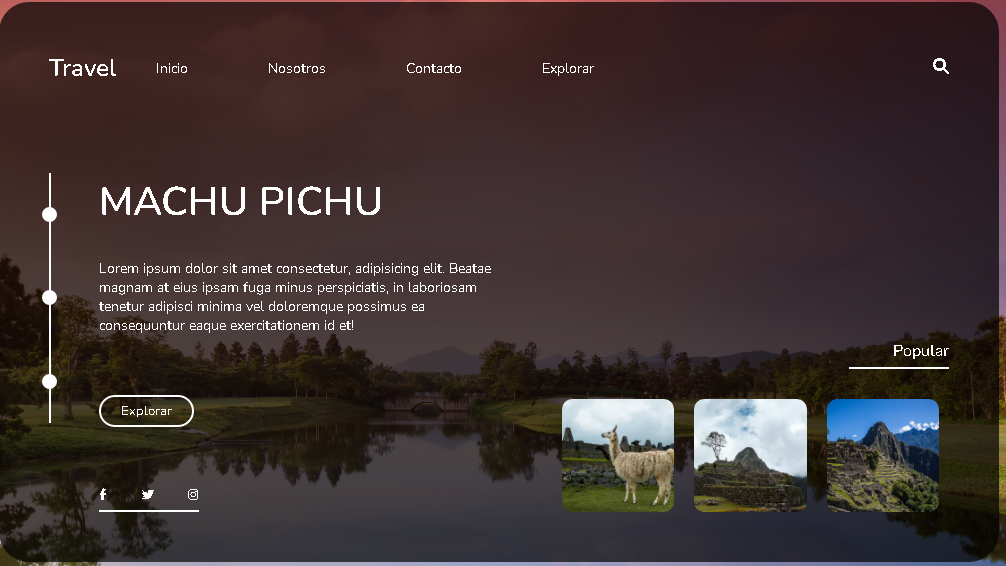 Travel Inicio Nosotros Contacto Explorar
MACHU PICHU
Lorem ipsum dolor sit amet consectetur, adipisicing elit. Beatae
magnam at eius ipsam fuga minus perspiciatis, in laboriosam
tenetur adipisci minima vel doloremque possimus ea
consequuntur eaque exercitationem id et!
Explorar
Popular